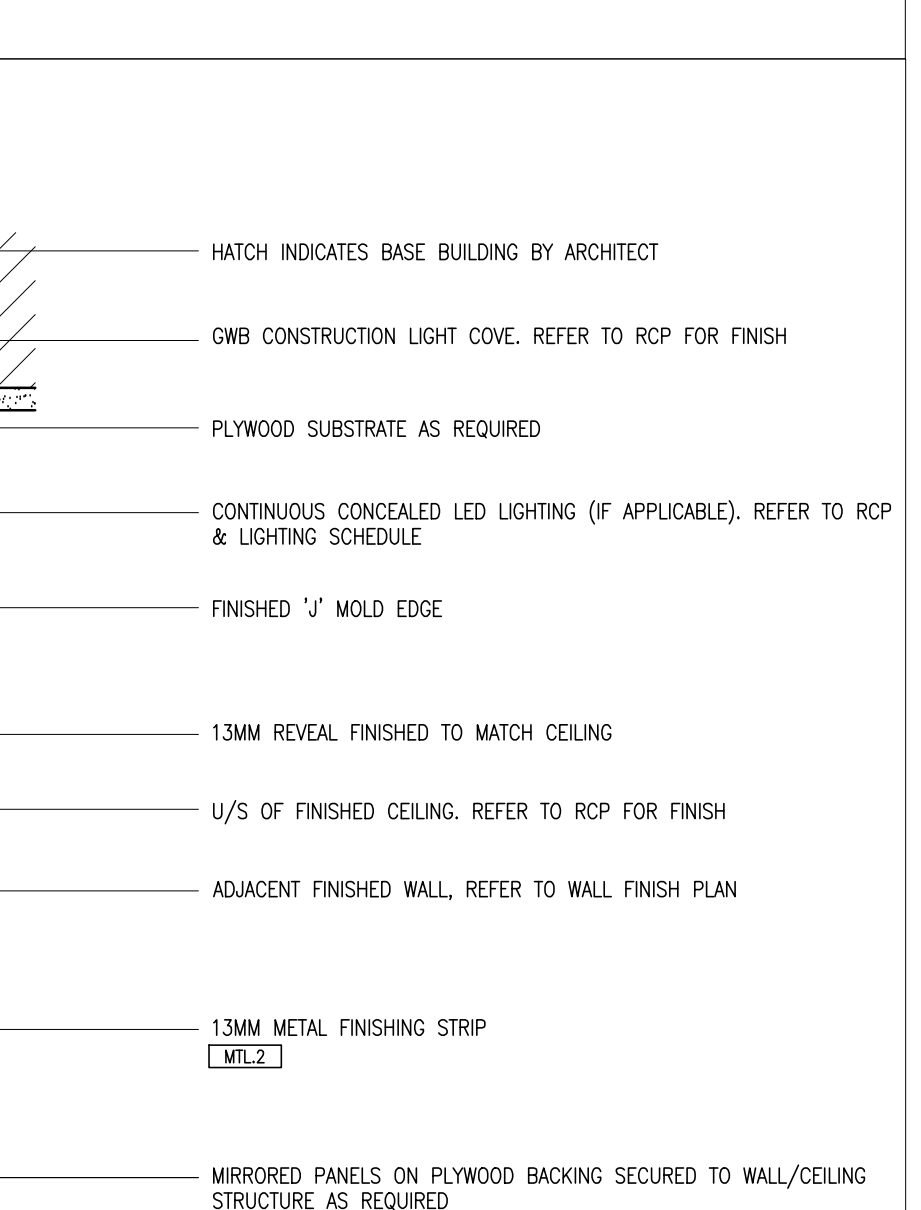 HATCH INDICATES BASE BUILDING BY ARCHITECT
GWB CONSTRUCTION LIGHT COVE. REFER TO RCP FOR FINISH
PLYWOOD SUBSTRATE AS REQUIRED
CONTINUOUS CONCEALED LED LIGHTING (IF APPLICABLE). REFER TO RCP
& LIGHTING SCHEDULE
FINISHED 'J' MOLD EDGE
13MM REVEAL FINISHED TO MATCH CEILING
U/S OF FINISHED CEILING. REFER TO RCP FOR FINISH
ADJACENT FINISHED WALL, REFER TO WALL FINISH PLAN
13MM METAL FINISHING STRIP
MTL.2
MIRRORED PANELS ON PLYWOOD BACKING SECURED TO WALL/CEILING
STRUCTURE AS REQUIRED